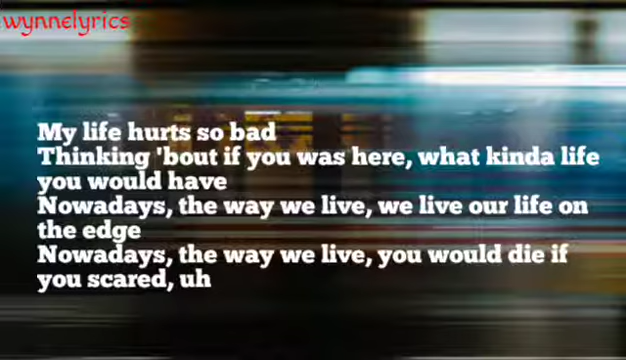 wynnelyrics
My life hurts so bad
Thinking 'bout if you was here, what kinda life
you would have
Nowadays, the way we live, we live our life on
the edge
Nowadays, the way we live, you would die if
you scared, uh